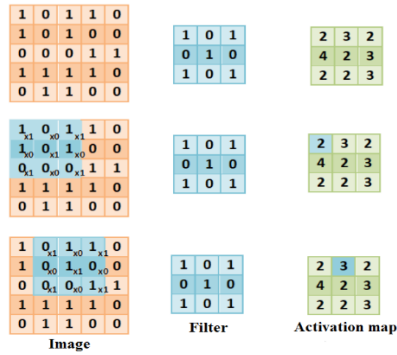 1 0 1 1 0 1 0 1 2 3 2
1 0 1 0 0 0 1 0 4 2 3
0 0 0 1 1 1 0 1 2 2 3
1 1 1 1 0
0 1 1 0 0
1x1 0x0 1x1 1 0 1 0 1 2 3 2
1x0 0x1 1x0 0 0 0 1 0 4 2 3
0x1 0x0 0x1 1 1 1 0 1 2 2 3
1 1 1 1 0
0 1 1 0 0
1 0x1 1x0 1x1 0 1 0 1 2 3 2
1 0x0 1x1 0x0 0 0 1 0 4 2 3
0 0x1 0x0 1x1 1 1 0 1 2 2 3
1 1 1 1 0
0 1 1 0 0
Image Filter Activation map